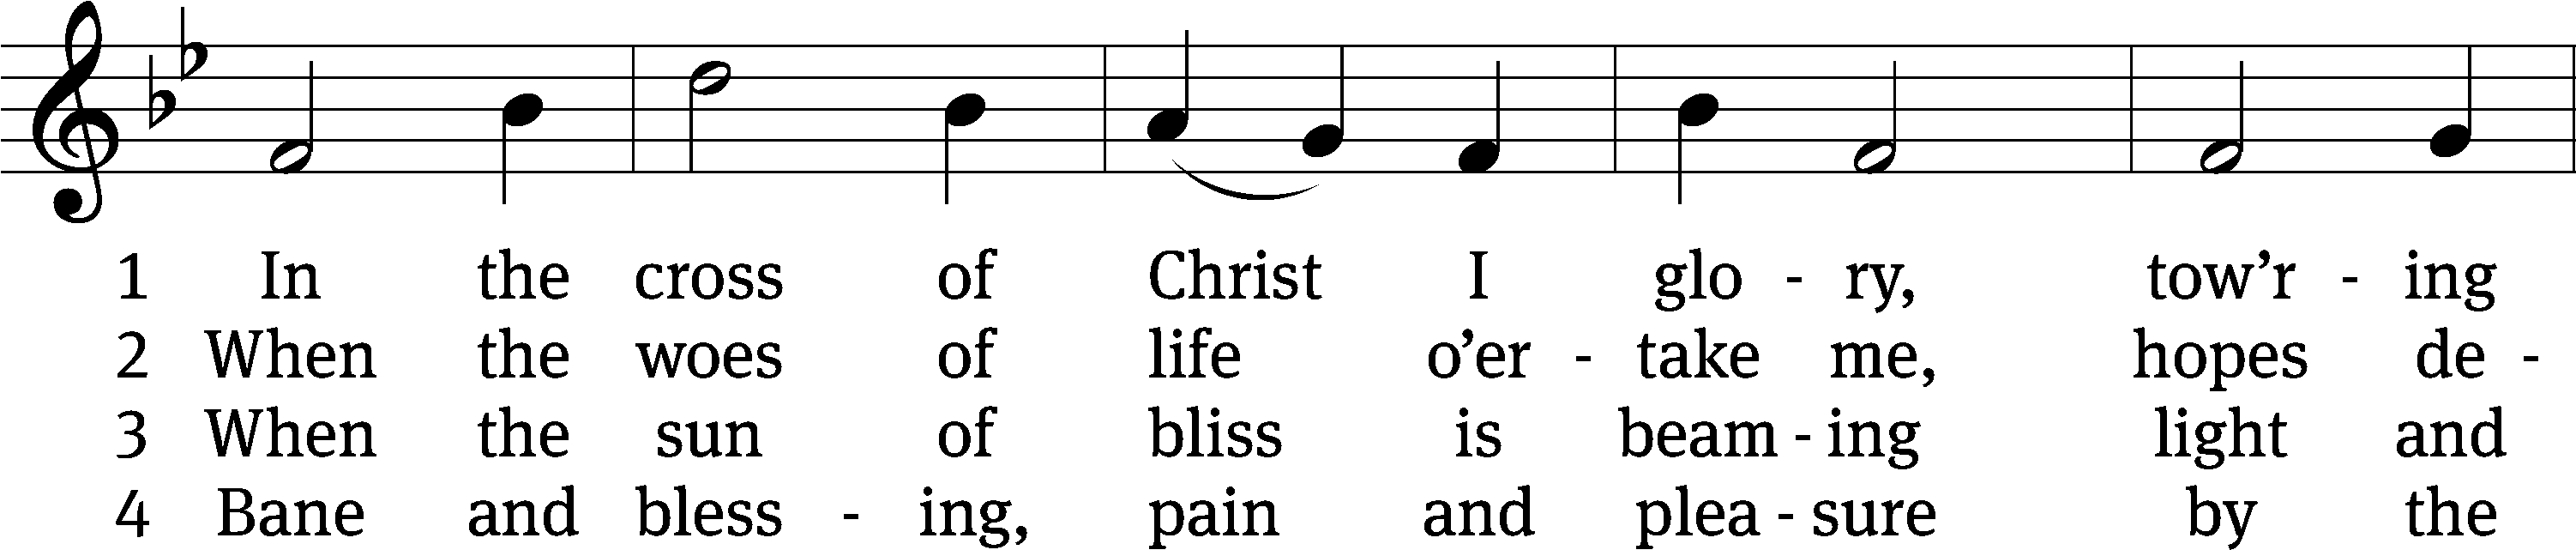 1 In the cross of Christ I glo - ry, tow’r - ing
2 When the woes of life o’er - take me, hopes de -
3 When the sun of bliss is beam - ing light and
4 Bane and bless - ing, pain and plea - sure by the